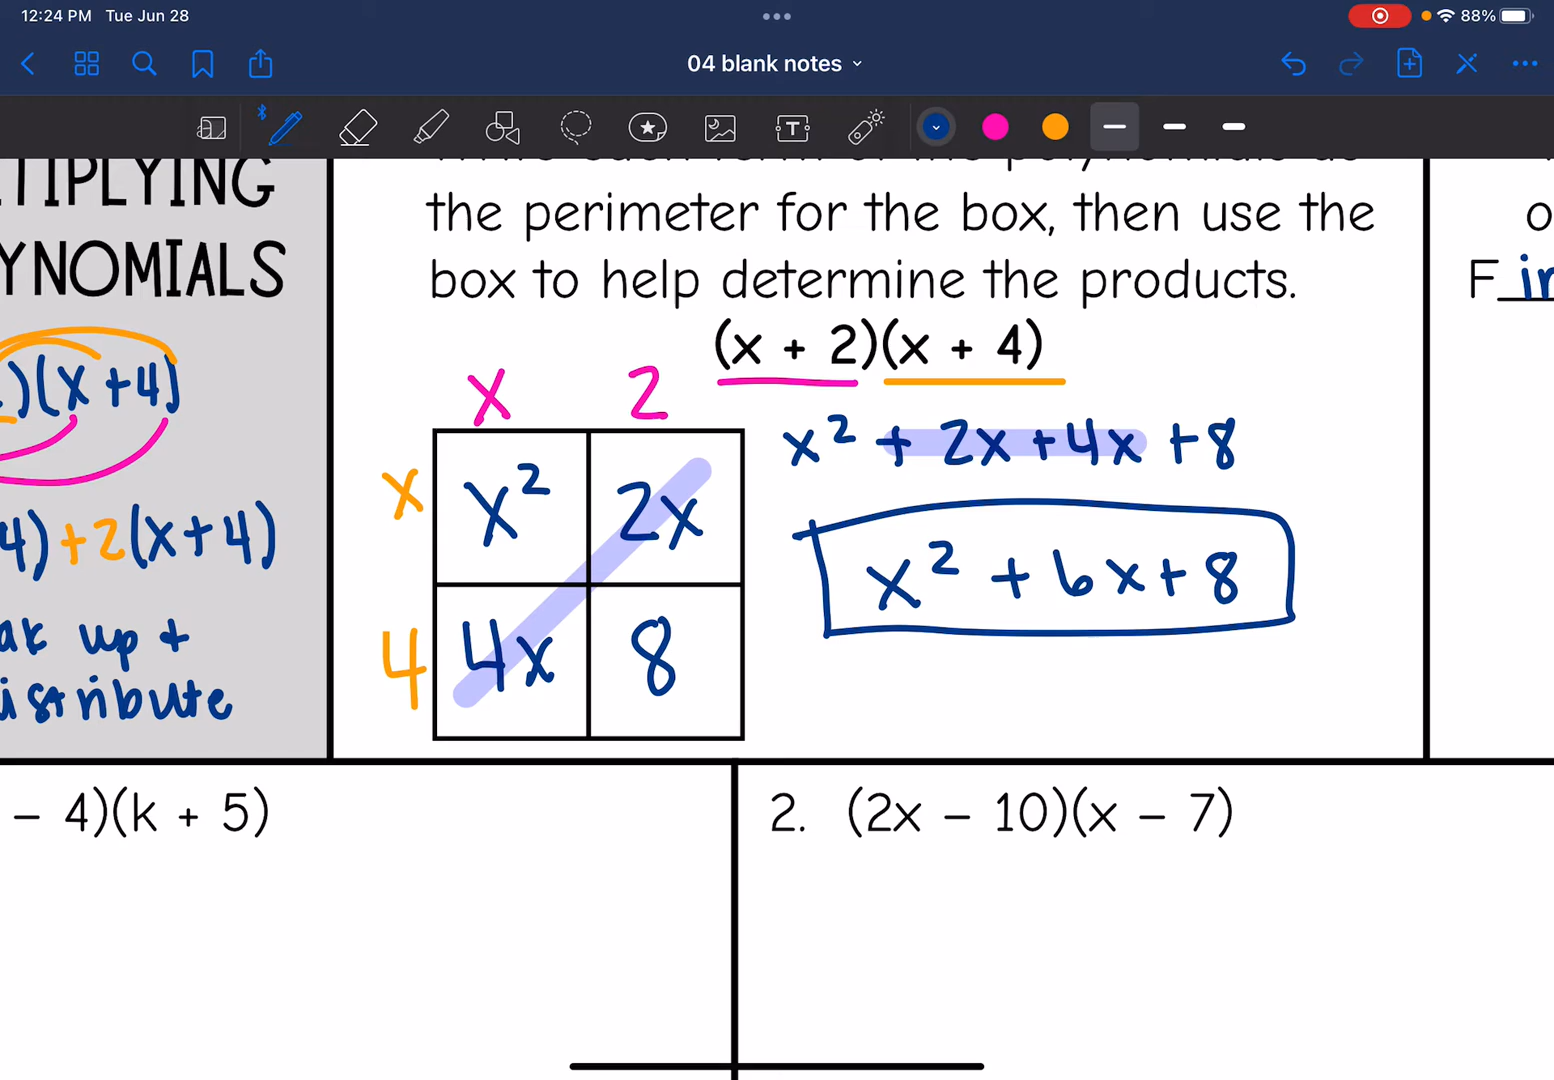 12:24 PM Tue Jun 28
88%
04 blank notes
T
TIPLYING
YNOMIALS
)(x+4)
4)+2(x+4)
ak up +
istribute
the perimeter for the box, then use the
box to help determine the products.
(x + 2)(x + 4)
x 2
x x² 2x
4 4x 8
x² + 2x+4x +8
x² + 6x+8
o
F in
– 4)(k + 5)
2. (2x – 10)(x – 7)